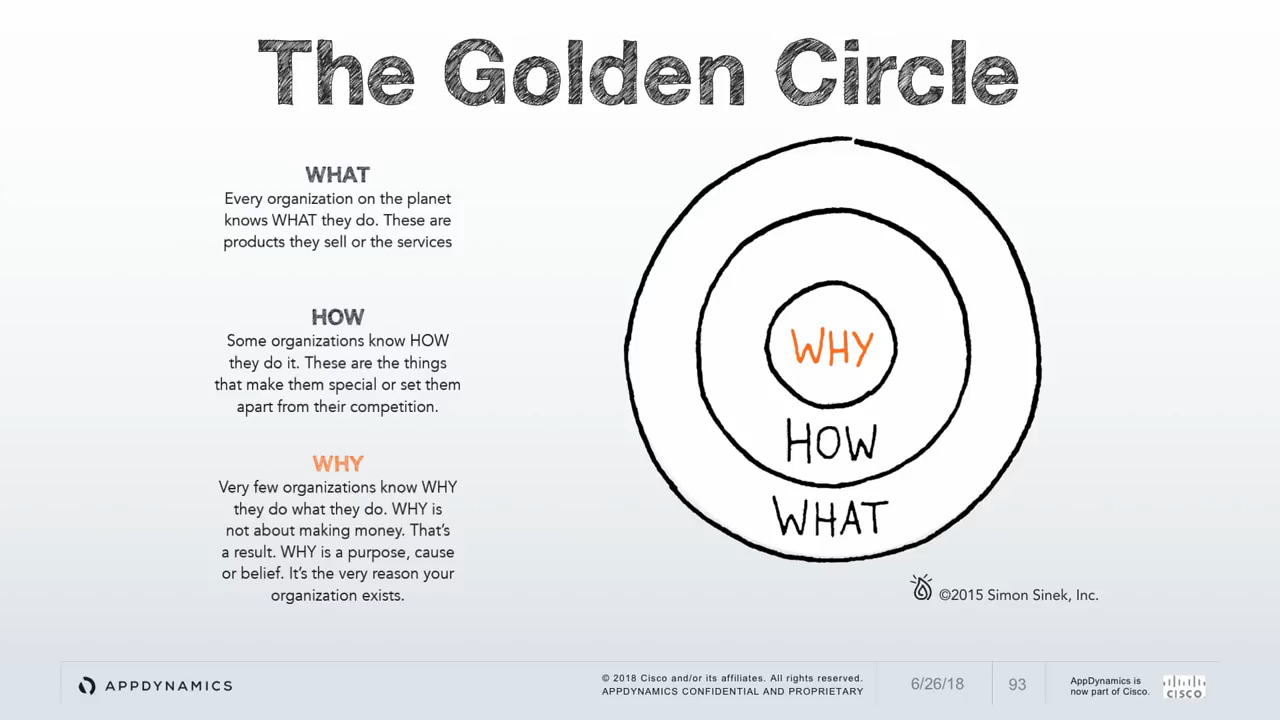 The Golden Circle
WHAT
Every organization on the planet
knows WHAT they do. These are
products they sell or the services
HOW
Some organizations know HOW
they do it. These are the things
that make them special or set them
apart from their competition.
WHY
Very few organizations know WHY
they do what they do. WHY is
not about making money. That’s
a result. WHY is a purpose, cause
or belief. It’s the very reason your
organization exists.
WHY
HOW
WHAT
©2015 Simon Sinek, Inc.
APPDYNAMICS
© 2018 Cisco and/or its affiliates. All rights reserved.
APPDYNAMICS CONFIDENTIAL AND PROPRIETARY
6/26/18
93
AppDynamics is
now part of Cisco.
CISCO